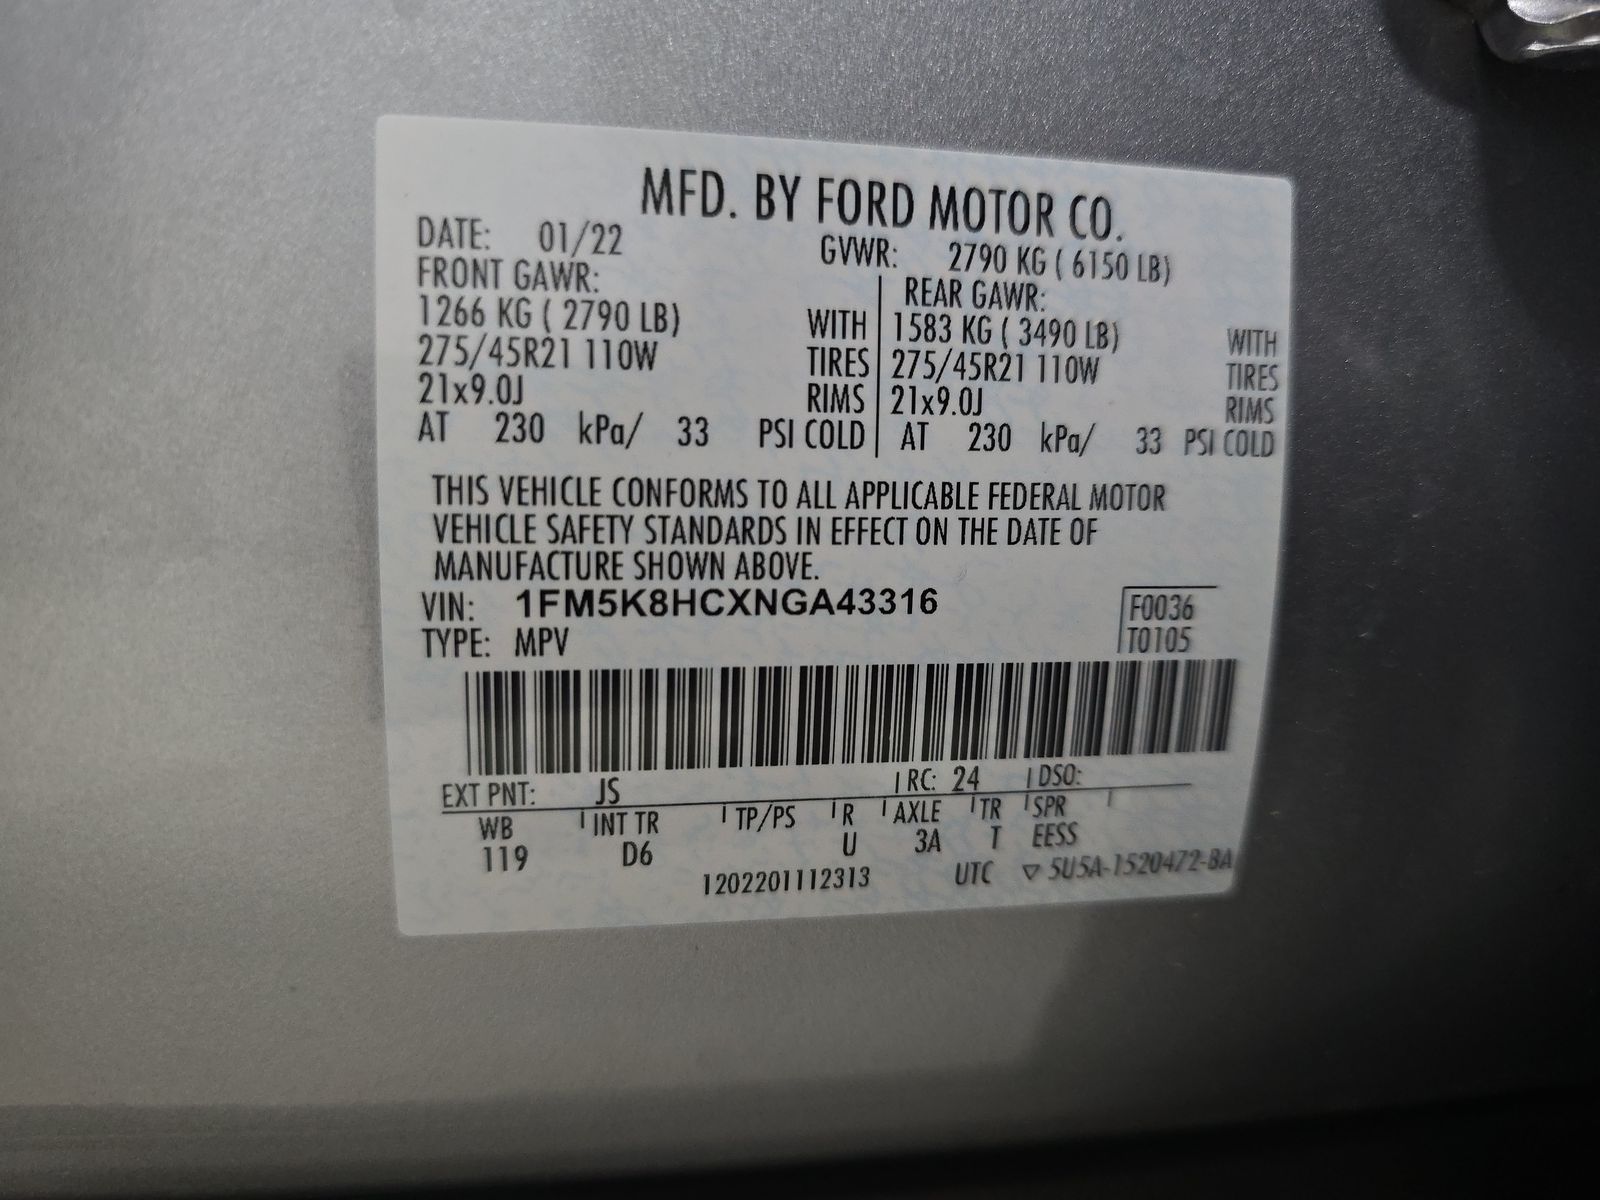 MFD. BY FORD MOTOR CO.
DATE: 01/22 GVWR: 2790 KG ( 6150 LB)
FRONT GAWR: REAR GAWR:
1266 KG ( 2790 LB) WITH 1583 KG ( 3490 LB) WITH
275/45R21 110W TIRES 275/45R21 110W TIRES
21x9.0J RIMS 21x9.0J RIMS
AT 230 kPa/ 33 PSI COLD AT 230 kPa/ 33 PSI COLD
THIS VEHICLE CONFORMS TO ALL APPLICABLE FEDERAL MOTOR
VEHICLE SAFETY STANDARDS IN EFFECT ON THE DATE OF
MANUFACTURE SHOWN ABOVE.
VIN: 1FM5K8HCXNGA43316 F0036
TYPE: MPV T0105
EXT PNT: JS RC: 24 DSO:
WB INT TR TP/PS R AXLE TR SPR
119 D6 U 3A T EESS
1202201112313 UTC ▽ 5U5A-1520472-BA